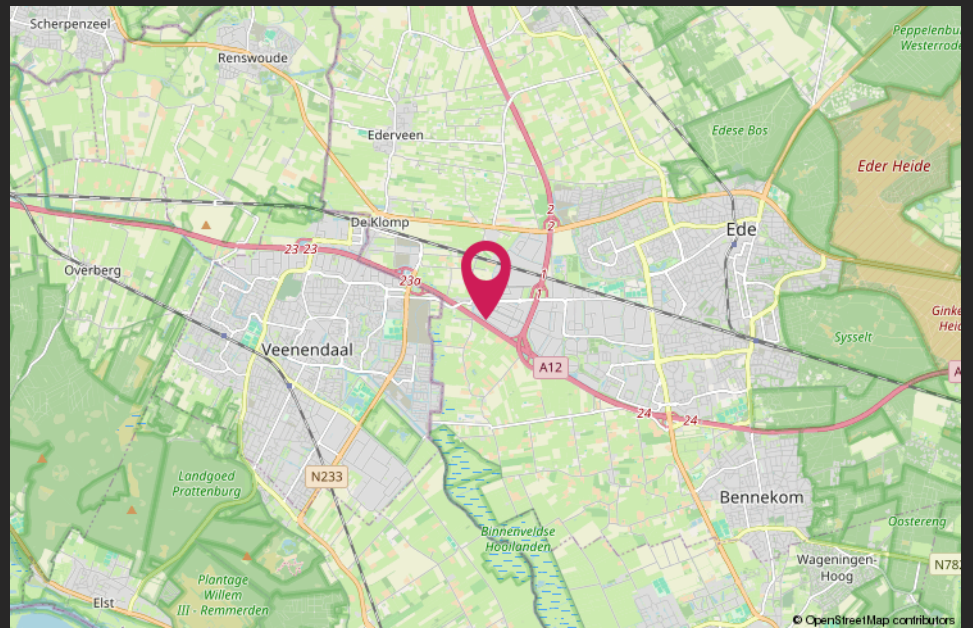 Scherpenzeel
Renswoude
Peppelenbu
Westerrode
Ederveen
Edese Bos
Eder Heide
2
2
De Klomp
Ede
23 23
Overberg
23a
1
1
Ginke
Heid
Sysselt
Veenendaal
A12
A
24
24
Landgoed
Prattenburg
N233
Bennekom
Oostereng
Binnenveldse
Hooilanden
Wageningen-
Hoog
N782
Plantage
Willem
III - Remmerden
Elst
© OpenStreetMap contributors